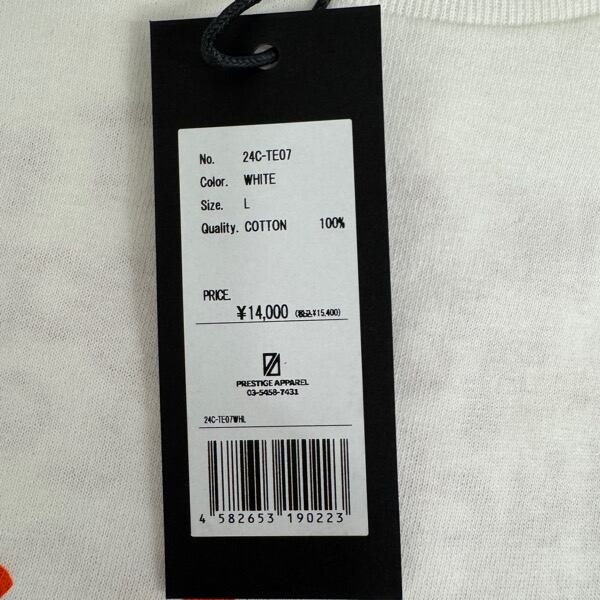 No. 24C-TE07
Color. WHITE
Size. L
Quality. COTTON 100%
PRICE.
¥14,000 (税込¥15,400)
PRESTIGE APPAREL
03-5458-7431
24C-TE07WHL
4 582653 190223